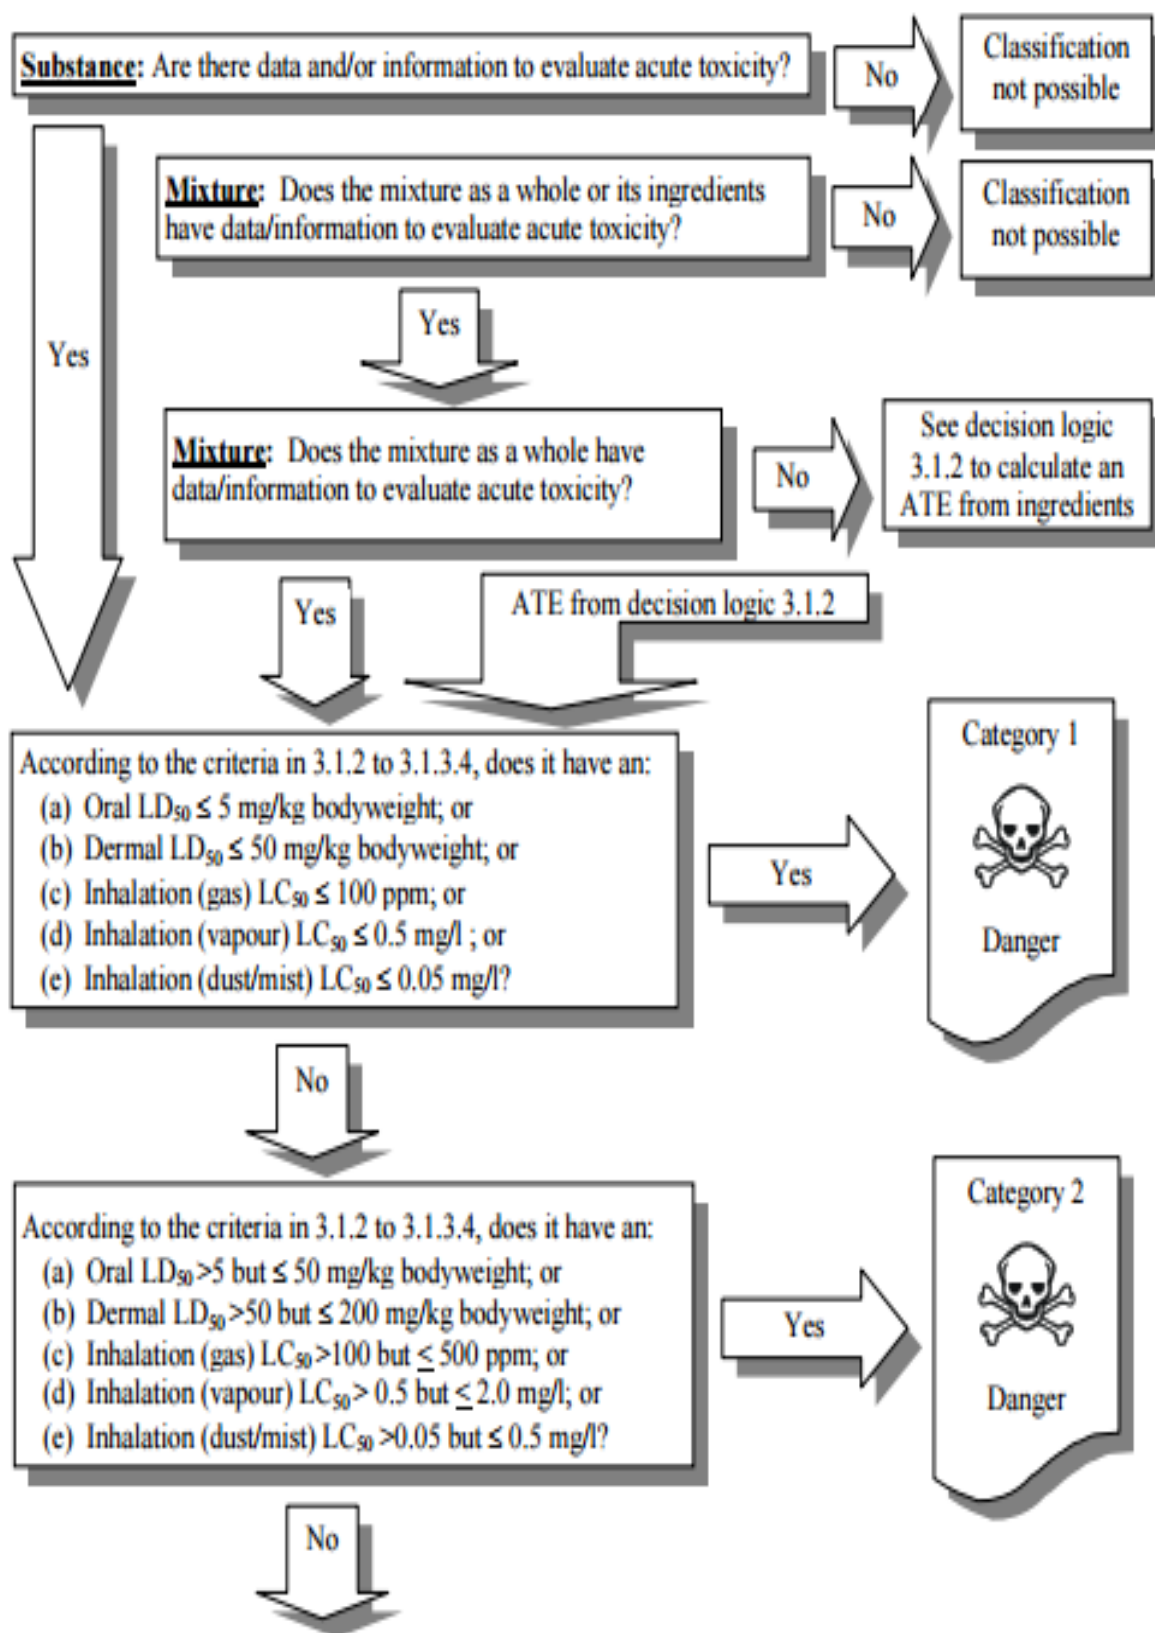 Substance: Are there data and/or information to evaluate acute toxicity?
No
Classification
not possible
Mixture: Does the mixture as a whole or its ingredients
have data/information to evaluate acute toxicity?
No
Classification
not possible
Yes
Yes
Mixture: Does the mixture as a whole have
data/information to evaluate acute toxicity?
No
See decision logic
3.1.2 to calculate an
ATE from ingredients
Yes
ATE from decision logic 3.1.2
According to the criteria in 3.1.2 to 3.1.3.4, does it have an:
(a) Oral LD₅₀ ≤ 5 mg/kg bodyweight; or
(b) Dermal LD₅₀ ≤ 50 mg/kg bodyweight; or
(c) Inhalation (gas) LC₅₀ ≤ 100 ppm; or
(d) Inhalation (vapour) LC₅₀ ≤ 0.5 mg/l ; or
(e) Inhalation (dust/mist) LC₅₀ ≤ 0.05 mg/l?
Yes
Category 1
Danger
No
According to the criteria in 3.1.2 to 3.1.3.4, does it have an:
(a) Oral LD₅₀ >5 but ≤ 50 mg/kg bodyweight; or
(b) Dermal LD₅₀ >50 but ≤ 200 mg/kg bodyweight; or
(c) Inhalation (gas) LC₅₀ >100 but ≤ 500 ppm; or
(d) Inhalation (vapour) LC₅₀ > 0.5 but ≤ 2.0 mg/l; or
(e) Inhalation (dust/mist) LC₅₀ >0.05 but ≤ 0.5 mg/l?
Yes
Category 2
Danger
No